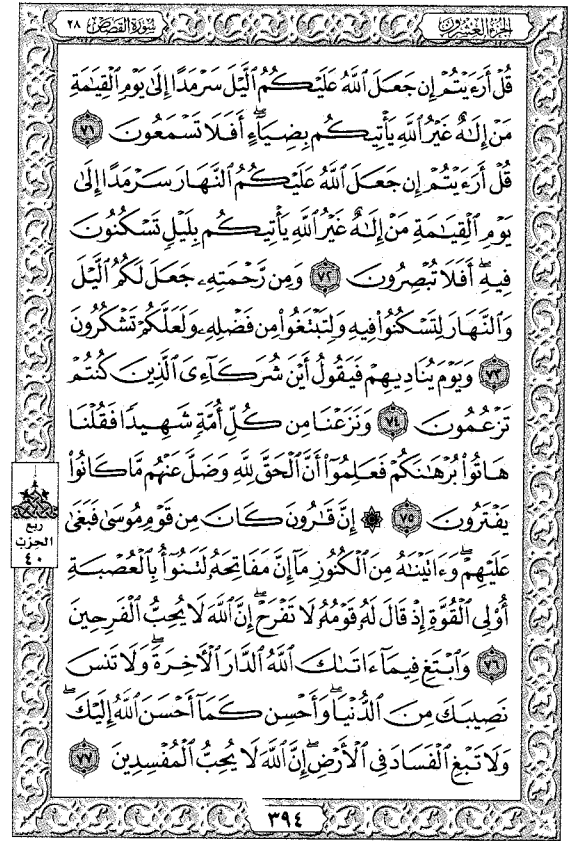 الجزء العشرون
سورة القصص ٢٨
قُلْ أَرَءَيْتُمْ إِن جَعَلَ ٱللَّهُ عَلَيْكُمُ ٱلَّيْلَ سَرْمَدًا إِلَىٰ يَوْمِ ٱلْقِيَٰمَةِ
مَنْ إِلَٰهٌ غَيْرُ ٱللَّهِ يَأْتِيكُم بِضِيَآءٍ ۖ أَفَلَا تَسْمَعُونَ ٧١
قُلْ أَرَءَيْتُمْ إِن جَعَلَ ٱللَّهُ عَلَيْكُمُ ٱلنَّهَارَ سَرْمَدًا إِلَىٰ
يَوْمِ ٱلْقِيَٰمَةِ مَنْ إِلَٰهٌ غَيْرُ ٱللَّهِ يَأْتِيكُم بِلَيْلٍ تَسْكُنُونَ
فِيهِ ۖ أَفَلَا تُبْصِرُونَ ٧٢ وَمِن رَّحْمَتِهِۦ جَعَلَ لَكُمُ ٱلَّيْلَ
وَٱلنَّهَارَ لِتَسْكُنُوا۟ فِيهِ وَلِتَبْتَغُوا۟ مِن فَضْلِهِۦ وَلَعَلَّكُمْ تَشْكُرُونَ
٧٣ وَيَوْمَ يُنَادِيهِمْ فَيَقُولُ أَيْنَ شُرَكَآءِىَ ٱلَّذِينَ كُنتُمْ
تَزْعُمُونَ ٧٤ وَنَزَعْنَا مِن كُلِّ أُمَّةٍ شَهِيدًا فَقُلْنَا
هَاتُوا۟ بُرْهَٰنَكُمْ فَعَلِمُوٓا۟ أَنَّ ٱلْحَقَّ لِلَّهِ وَضَلَّ عَنْهُم مَّا كَانُوا۟
يَفْتَرُونَ ٧٥ ۞ إِنَّ قَٰرُونَ كَانَ مِن قَوْمِ مُوسَىٰ فَبَغَىٰ
عَلَيْهِمْ ۖ وَءَاتَيْنَٰهُ مِنَ ٱلْكُنُوزِ مَآ إِنَّ مَفَاتِحَهُۥ لَتَنُوٓأُ بِٱلْعُصْبَةِ
أُو۟لِى ٱلْقُوَّةِ إِذْ قَالَ لَهُۥ قَوْمُهُۥ لَا تَفْرَحْ ۖ إِنَّ ٱللَّهَ لَا يُحِبُّ ٱلْفَرِحِينَ
٧٦ وَٱبْتَغِ فِيمَآ ءَاتَىٰكَ ٱللَّهُ ٱلدَّارَ ٱلْءَاخِرَةَ ۖ وَلَا تَنسَ
نَصِيبَكَ مِنَ ٱلدُّنْيَا ۖ وَأَحْسِن كَمَآ أَحْسَنَ ٱللَّهُ إِلَيْكَ ۖ
وَلَا تَبْغِ ٱلْفَسَادَ فِى ٱلْأَرْضِ ۖ إِنَّ ٱللَّهَ لَا يُحِبُّ ٱلْمُفْسِدِينَ ٧٧
ربع
الحزب
٤٠
٣٩٤